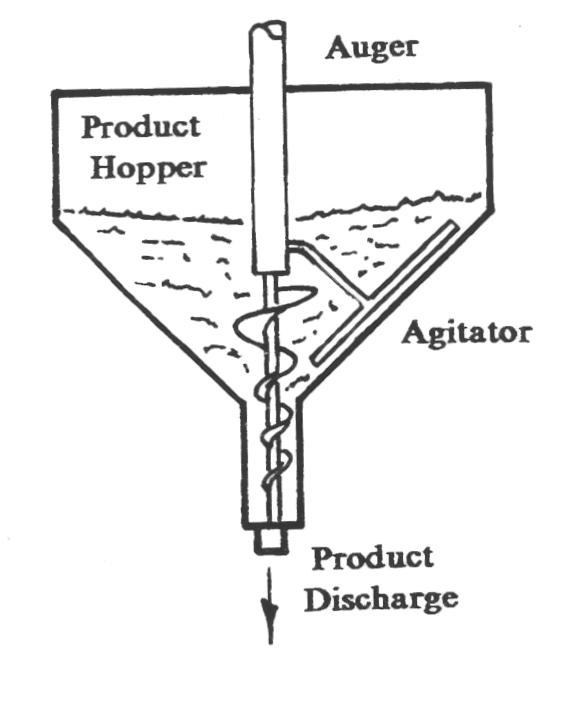 Auger
Product
Hopper
Agitator
Product
Discharge